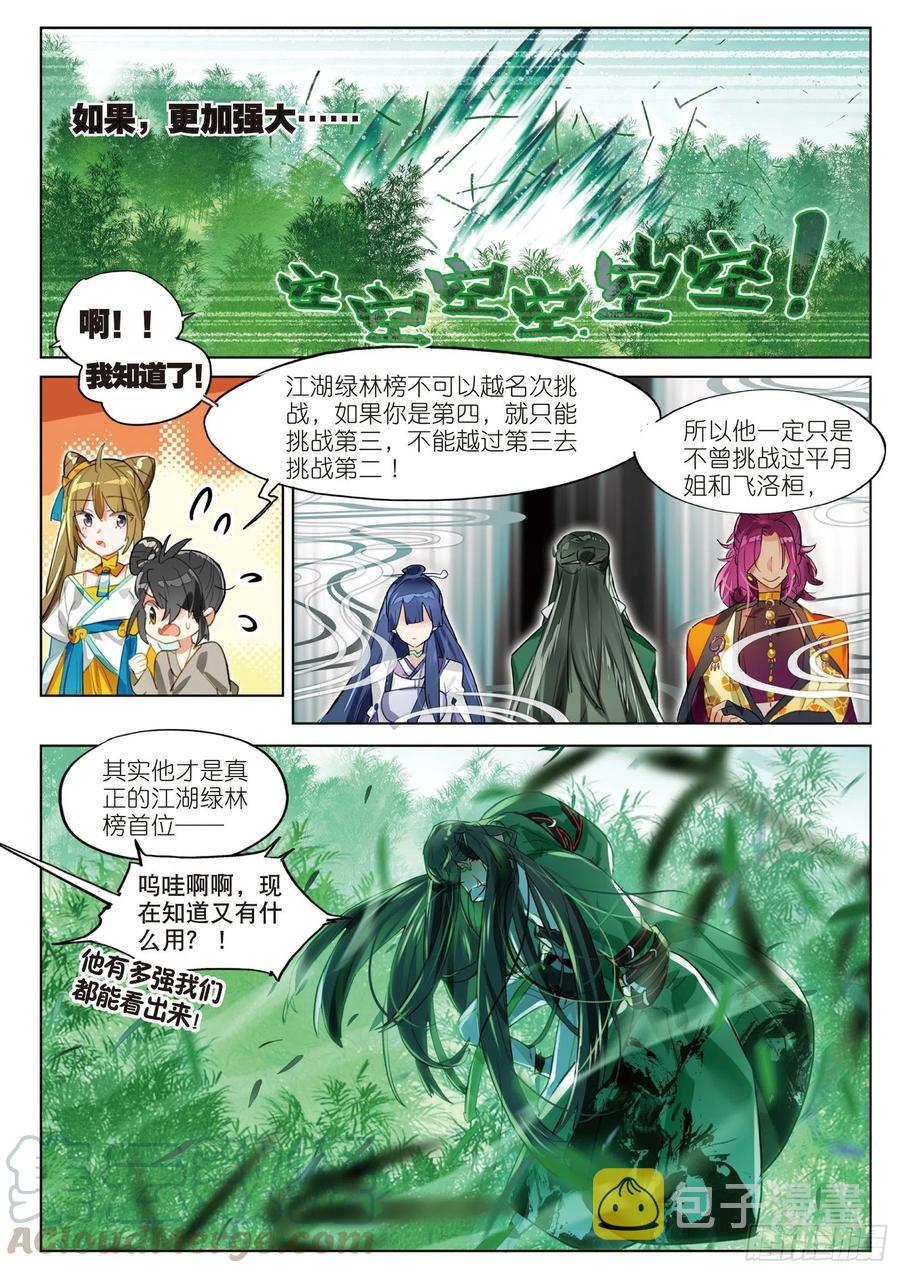 如果，更加强大……
空空空空空空！
啊！！
我知道了！
江湖绿林榜不可以越名次挑
战，如果你是第四，就只能
挑战第三，不能越过第三去
挑战第二！
所以他一定只是
不曾挑战过平月
姐和飞洛桓，
其实他才是真
正的江湖绿林
榜首位——
呜哇啊啊，现
在知道又有什
么用？！
他有多强我们
都能看出来！
AcloudMerge.com
包子漫畫